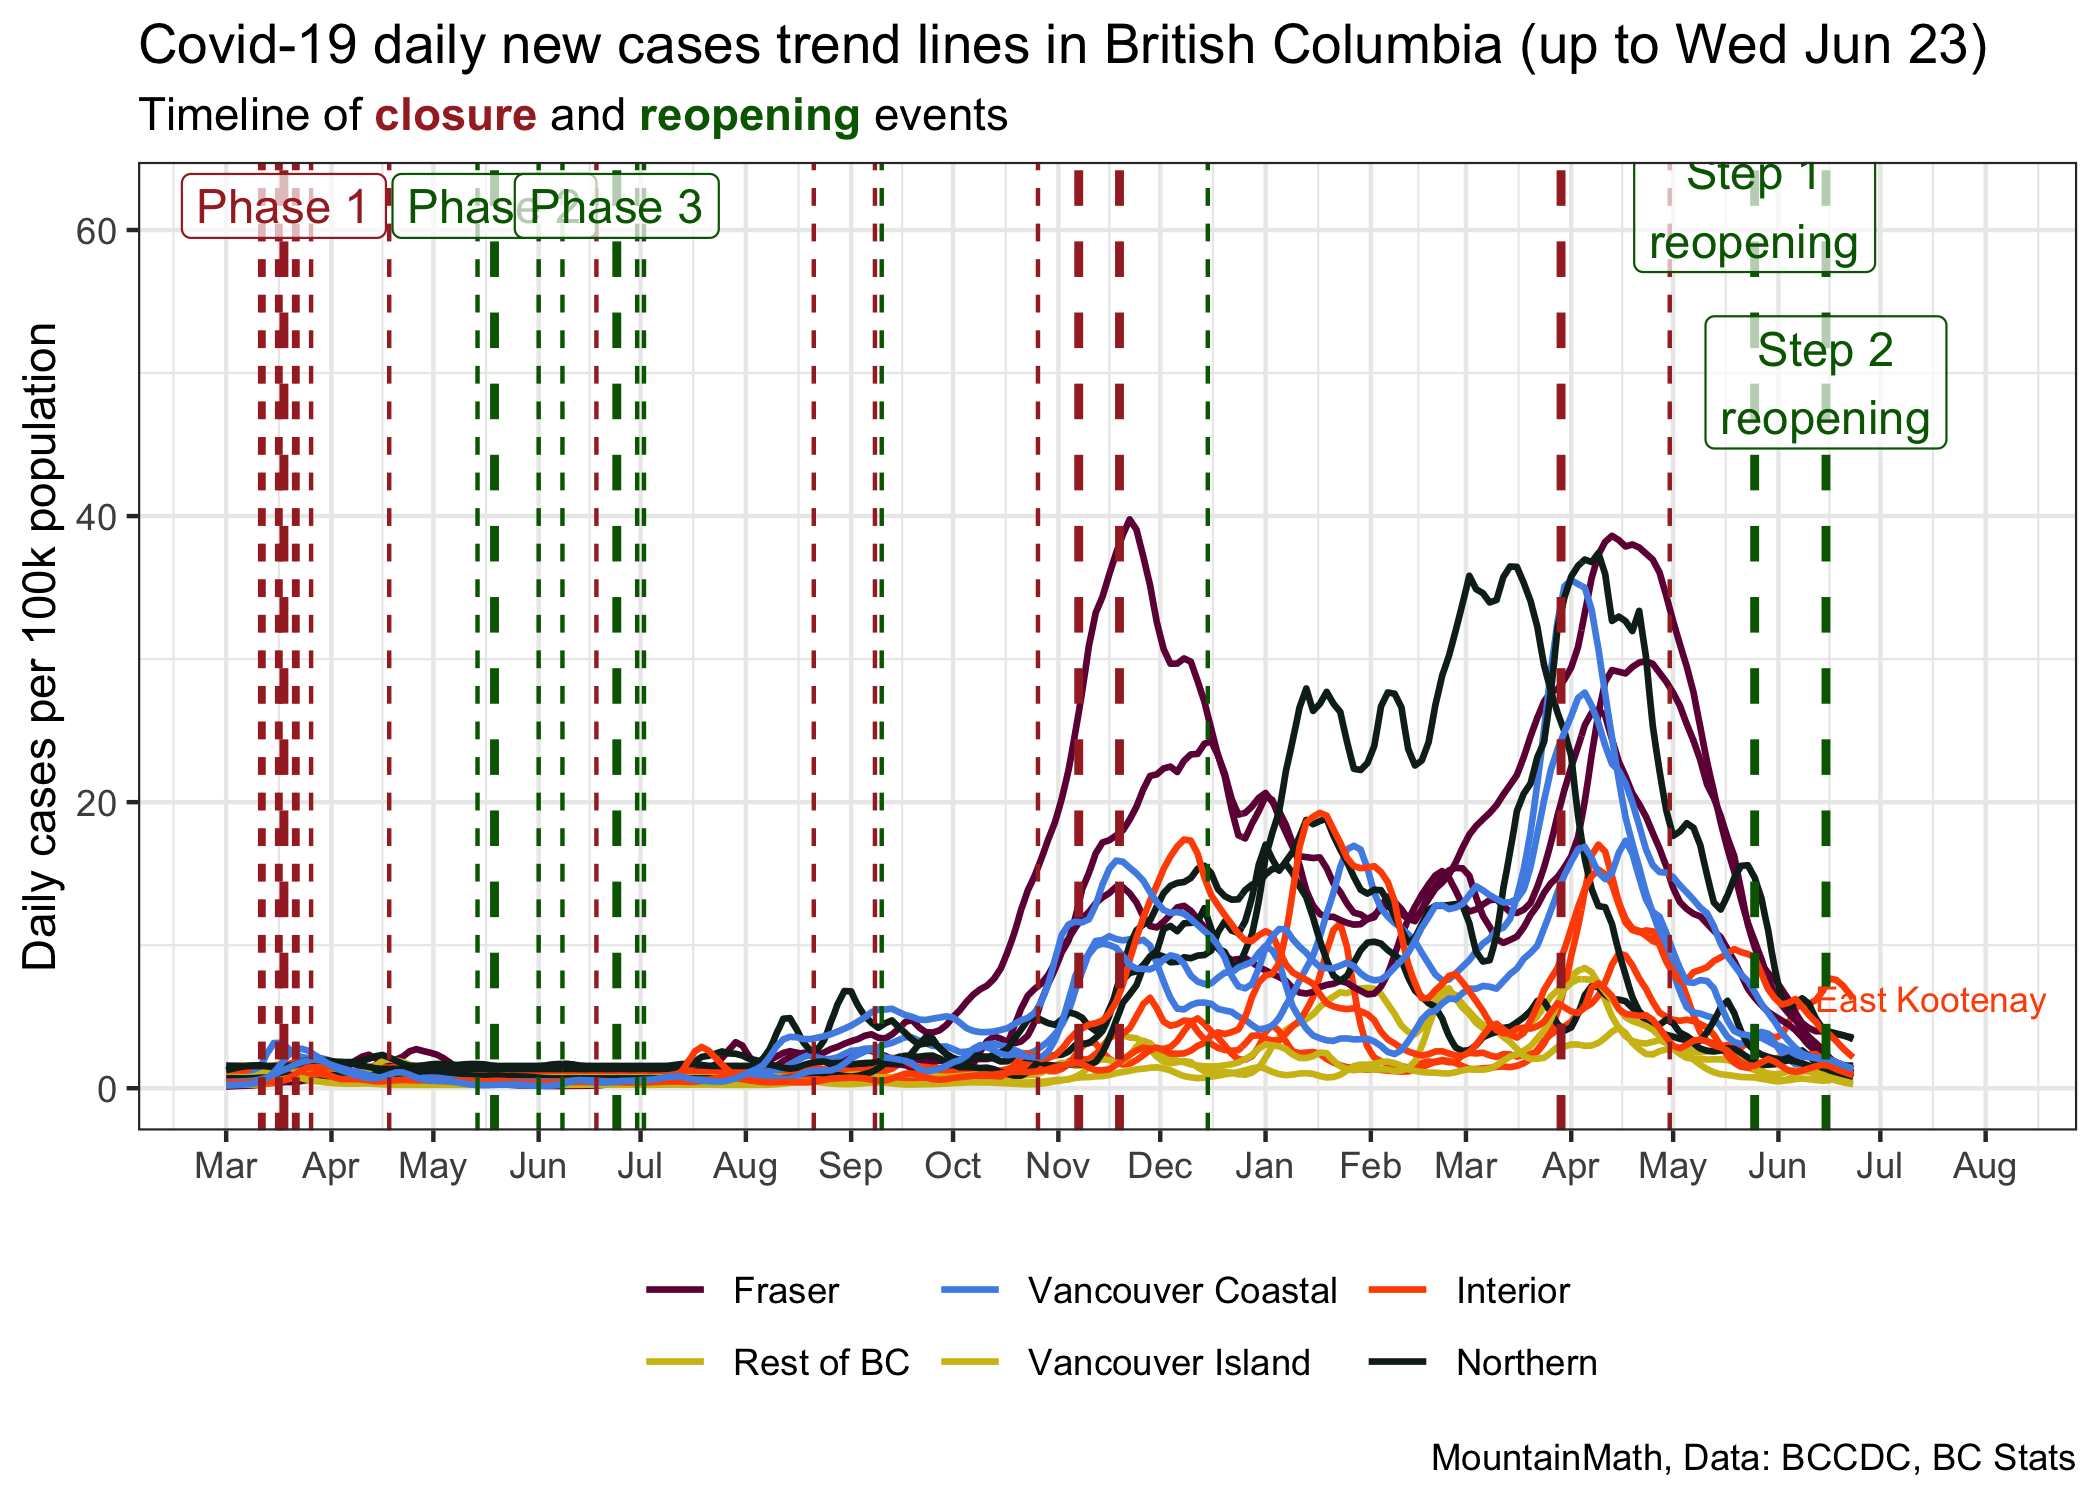 Covid-19 daily new cases trend lines in British Columbia (up to Wed Jun 23)
Timeline of closure and reopening events
Daily cases per 100k population
60
40
20
0
Phase 1
Phase 2
Phase 3
Step 1
reopening
Step 2
reopening
East Kootenay
Mar Apr May Jun Jul Aug Sep Oct Nov Dec Jan Feb Mar Apr May Jun Jul Aug
Fraser Vancouver Coastal Interior
Rest of BC Vancouver Island Northern
MountainMath, Data: BCCDC, BC Stats